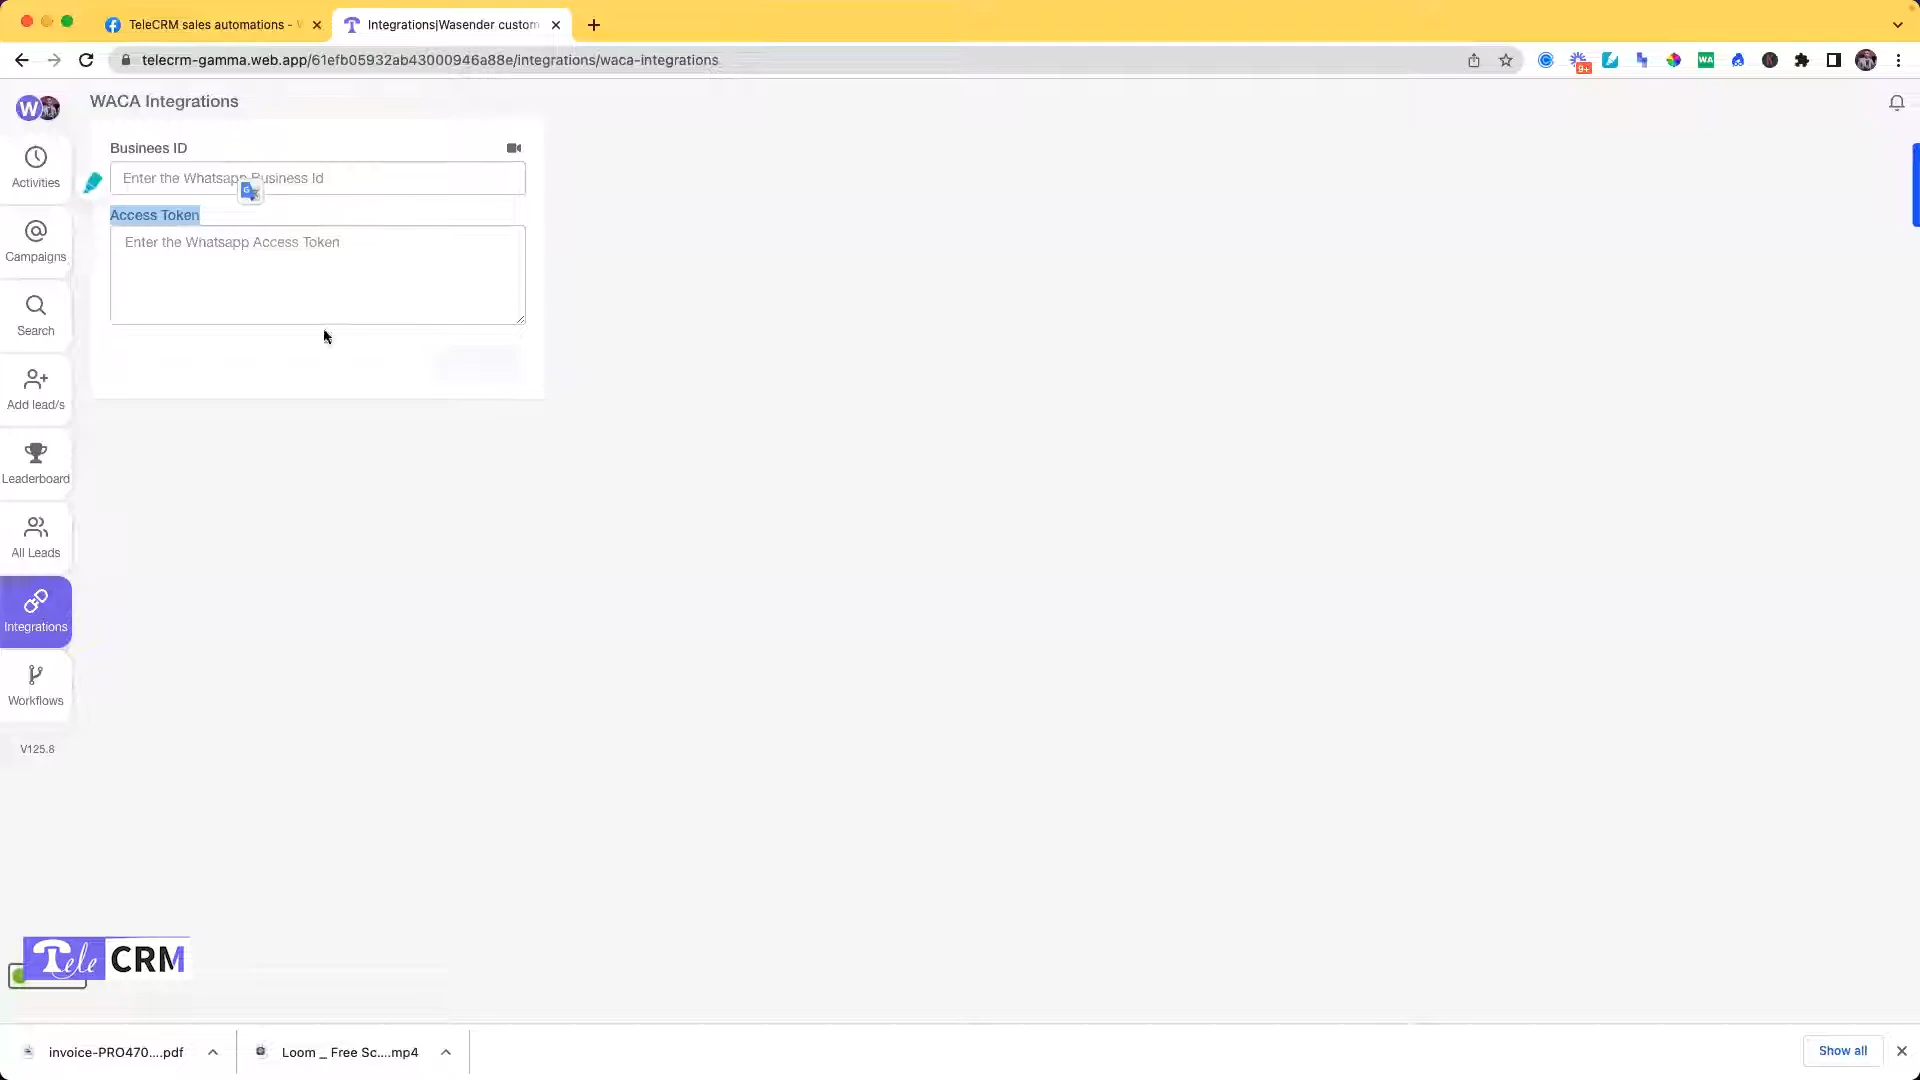 TeleCRM sales automations -
Integrations|Wasender custom
telecrm-gamma.web.app/61efb05932ab43000946a88e/integrations/waca-integrations
9+
WA
W
WACA Integrations
Businees ID
Enter the Whatsapp Business Id
Access Token
Enter the Whatsapp Access Token
Activities
Campaigns
Search
Add lead/s
Leaderboard
All Leads
Integrations
Workflows
V125.8
Tele CRM
invoice-PRO470....pdf
Loom _ Free Sc....mp4
Show all